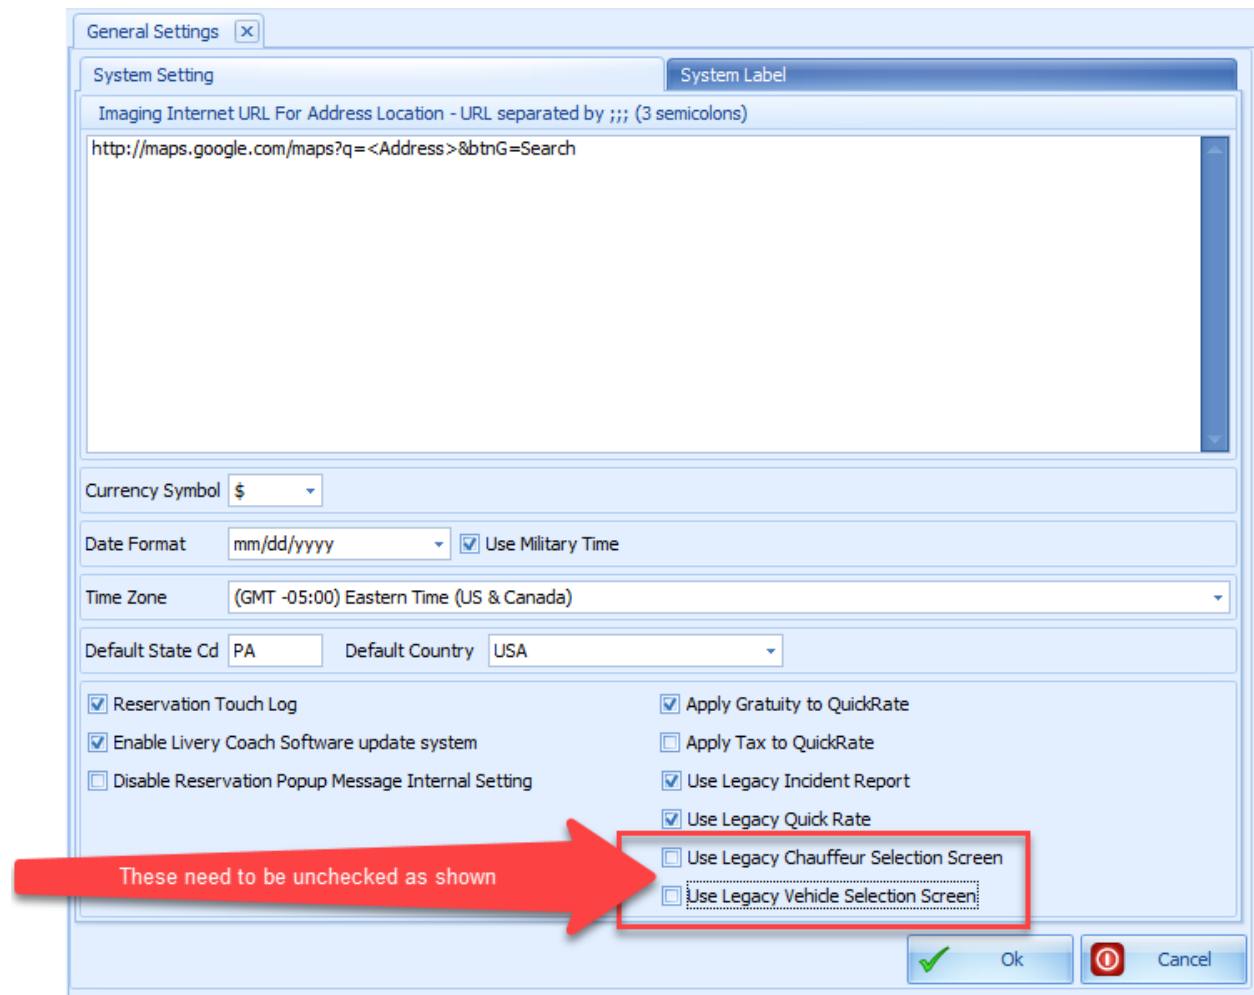 General Settings
System Setting
System Label
Imaging Internet URL For Address Location - URL separated by ;;; (3 semicolons)
http://maps.google.com/maps?q=<Address>&btnG=Search
Currency Symbol $
Date Format mm/dd/yyyy Use Military Time
Time Zone (GMT -05:00) Eastern Time (US & Canada)
Default State Cd PA Default Country USA
Reservation Touch Log
Enable Livery Coach Software update system
Disable Reservation Popup Message Internal Setting
Apply Gratuity to QuickRate
Apply Tax to QuickRate
Use Legacy Incident Report
Use Legacy Quick Rate
Use Legacy Chauffeur Selection Screen
Use Legacy Vehicle Selection Screen
These need to be unchecked as shown
Ok
Cancel